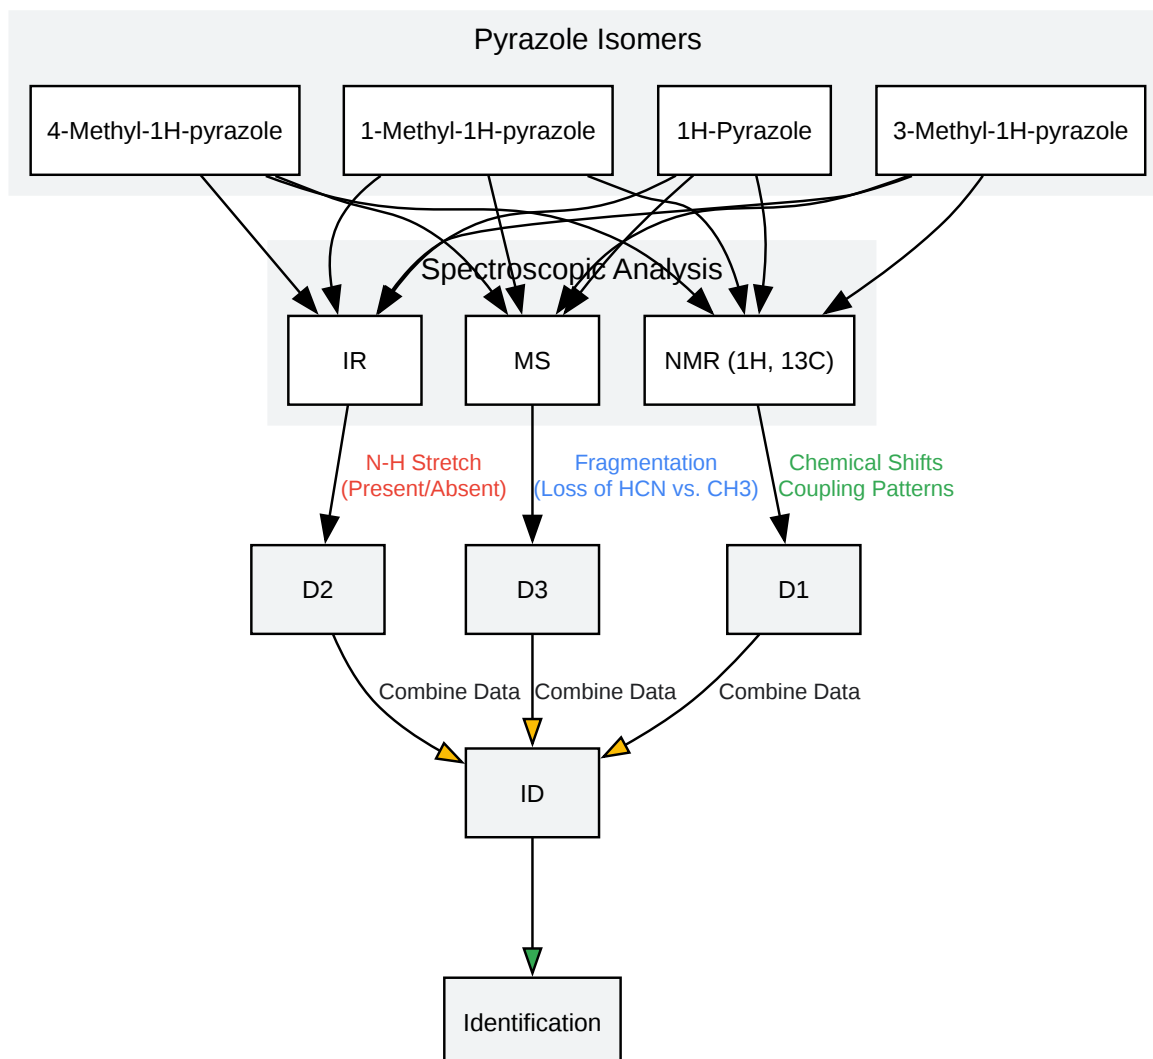 Pyrazole Isomers
4-Methyl-1H-pyrazole
1-Methyl-1H-pyrazole
1H-Pyrazole
3-Methyl-1H-pyrazole
Spectroscopic Analysis
IR
MS
NMR (1H, 13C)
N-H Stretch
(Present/Absent)
Fragmentation
(Loss of HCN vs. CH3)
Chemical Shifts
Coupling Patterns
D2
D3
D1
Combine Data
Combine Data
Combine Data
ID
Identification